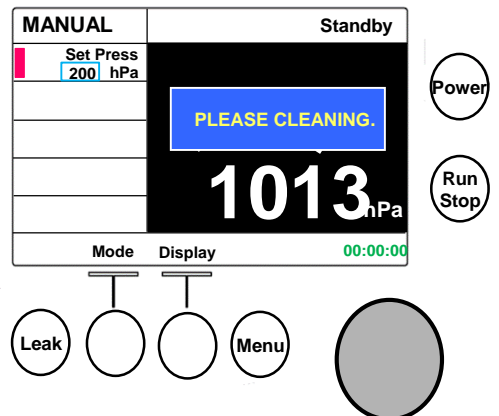 MANUAL
Standby
Set Press
200 hPa
PLEASE CLEANING.
1013 hPa
Mode
Display
00:00:00
Power
Run
Stop
Leak
Menu